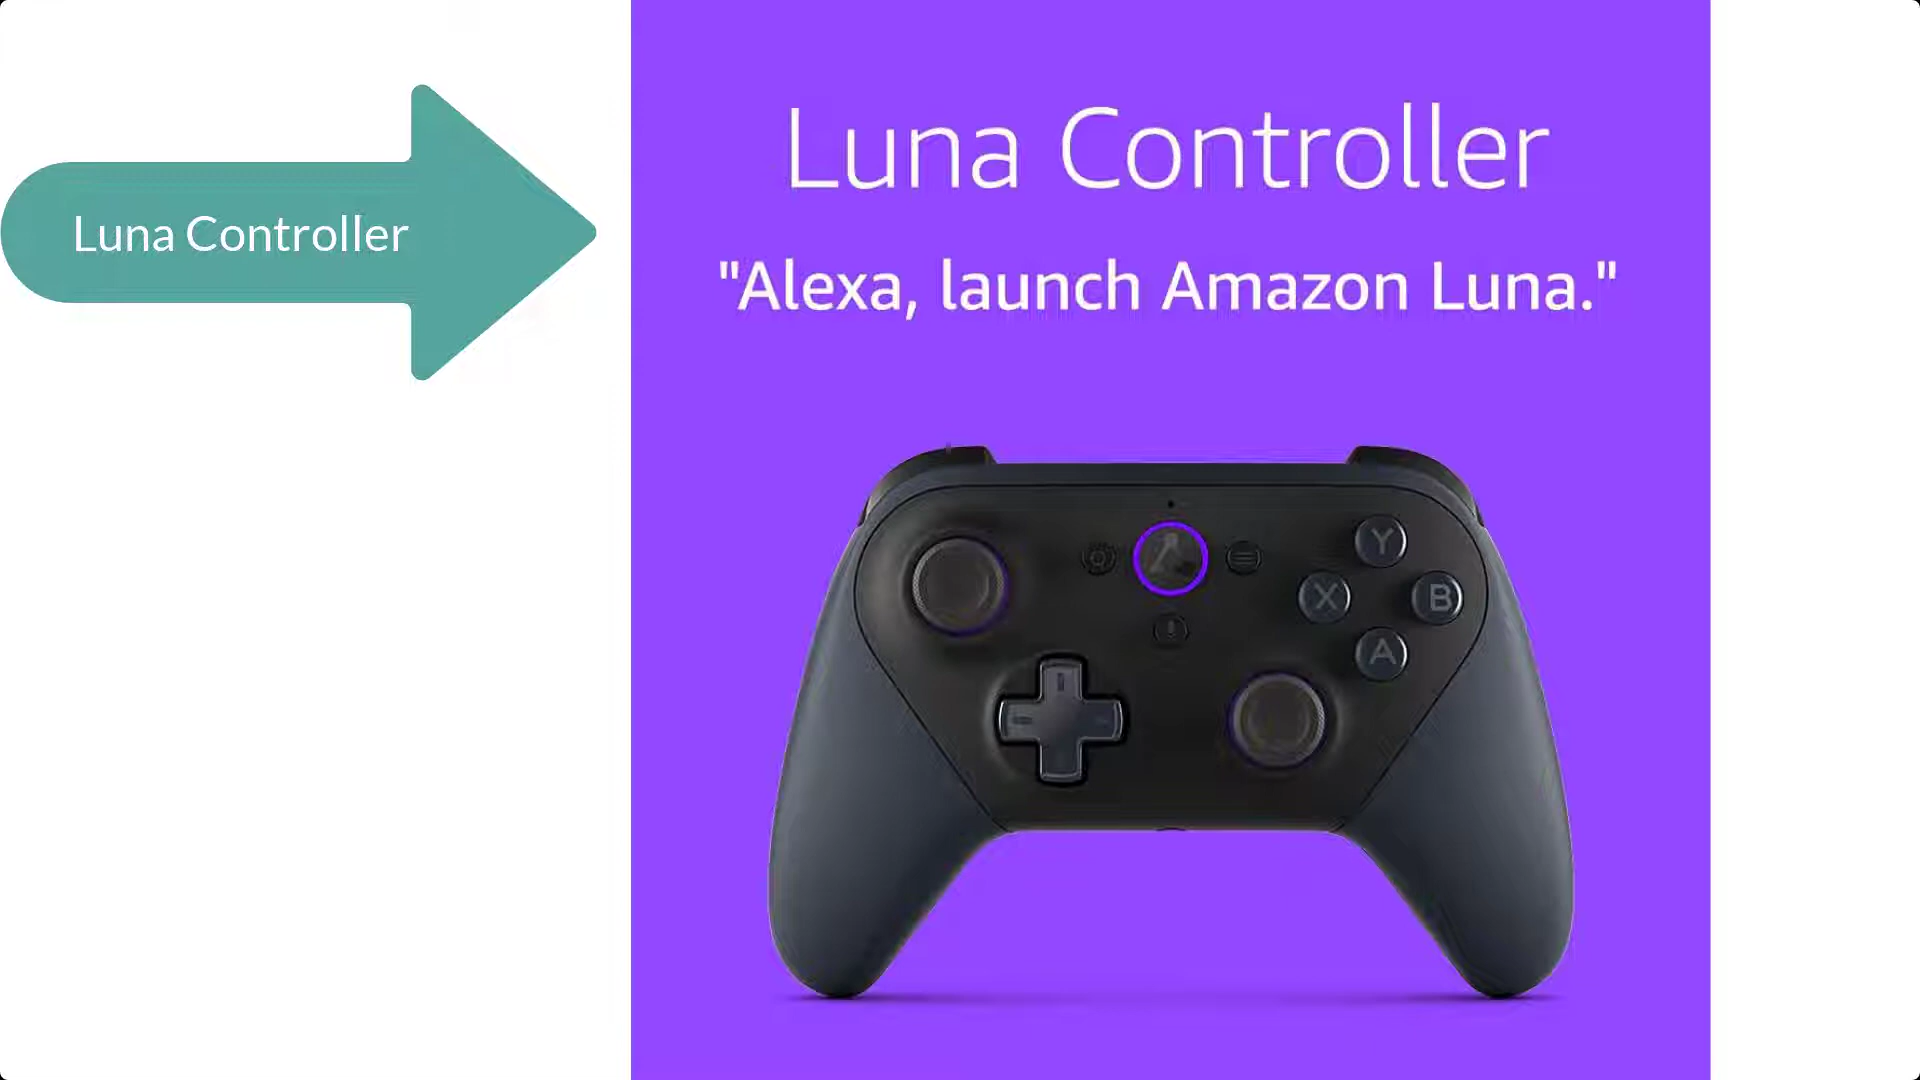 Luna Controller
Luna Controller
"Alexa, launch Amazon Luna."
Y
X
B
A